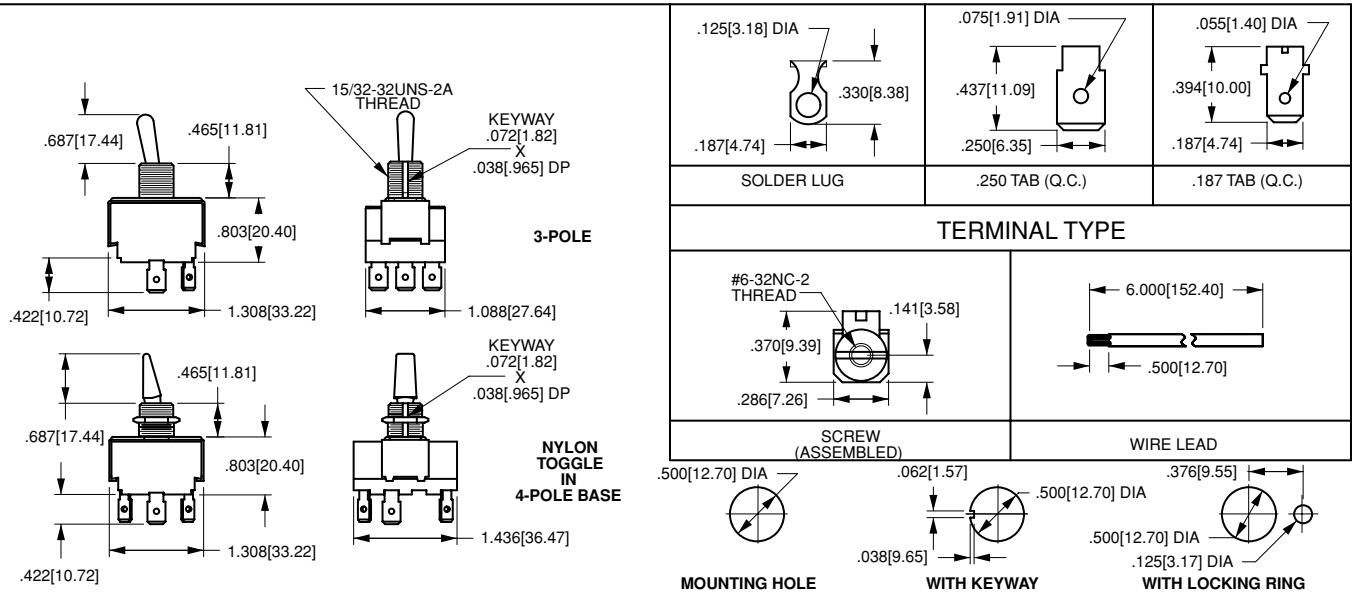 15/32-32UNS-2A
THREAD
.687[17.44]
.465[11.81]
KEYWAY
.072[1.82]
X
.038[.965] DP
.803[20.40]
3-POLE
.422[10.72]
1.308[33.22]
1.088[27.64]
KEYWAY
.072[1.82]
X
.038[.965] DP
.465[11.81]
.687[17.44]
.803[20.40]
NYLON
TOGGLE
IN
4-POLE BASE
1.308[33.22]
1.436[36.47]
.422[10.72]
.125[3.18] DIA
.330[8.38]
.187[4.74]
SOLDER LUG
.075[1.91] DIA
.437[11.09]
.250[6.35]
.250 TAB (Q.C.)
.055[1.40] DIA
.394[10.00]
.187[4.74]
.187 TAB (Q.C.)
TERMINAL TYPE
#6-32NC-2
THREAD
.141[3.58]
.370[9.39]
.286[7.26]
SCREW
(ASSEMBLED)
6.000[152.40]
.500[12.70]
WIRE LEAD
.500[12.70] DIA
MOUNTING HOLE
.062[1.57]
.500[12.70] DIA
.038[9.65]
WITH KEYWAY
.376[9.55]
.500[12.70] DIA
.125[3.17] DIA
WITH LOCKING RING